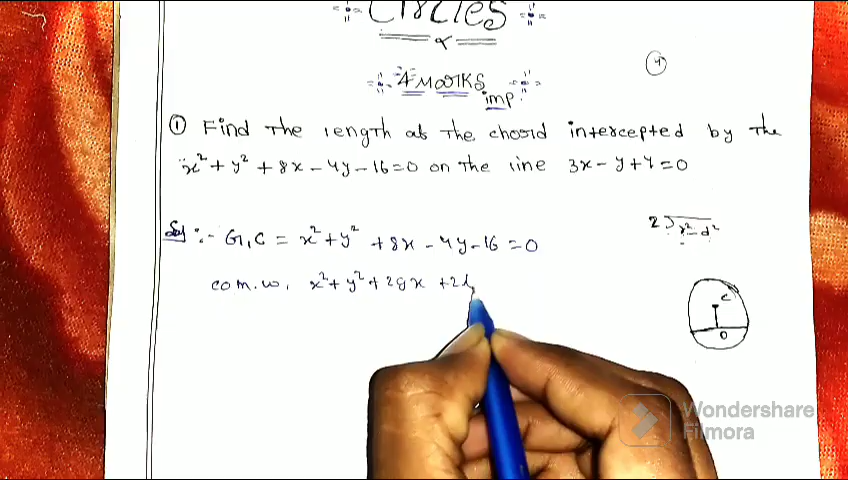 Circles
4
4 Marks
imp
① Find the length of the chord intercepted by the
x² + y² + 8x - 4y - 16 = 0 on the line 3x - y + 4 = 0
Sol :- G.C = x² + y² + 8x - 4y - 16 = 0
2√r² - d²
com.w. x² + y² + 2gx + 2f
C
D
Wondershare
Filmora